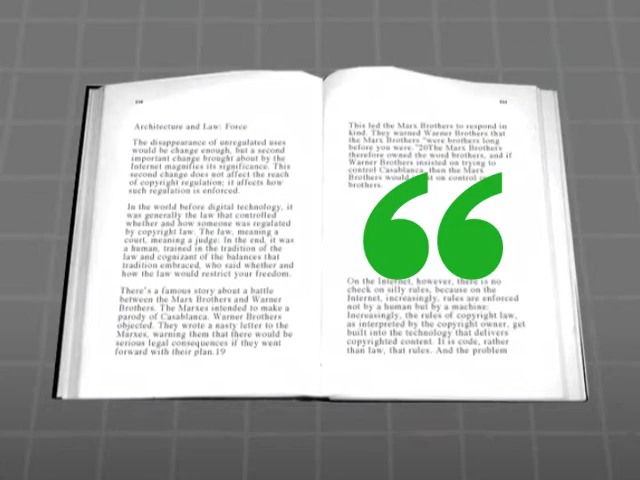 Architecture and Law: Force
The disappearance of unregulated uses
would be change enough, but a second
important change brought about by the
Internet magnifies its significance. This
second change does not affect the reach
of copyright regulation; it affects how
such regulation is enforced.
In the world before digital technology, it
was generally the law that controlled
whether and how someone was regulated
by copyright law. The law, meaning a
court, meaning a judge: In the end, it was
a human, trained in the tradition of the
law and cognizant of the balances that
tradition embraced, who said whether and
how the law would restrict your freedom.
There's a famous story about a battle
between the Marx Brothers and Warner
Brothers. The Marxes intended to make a
parody of Casablanca. Warner Brothers
objected. They wrote a nasty letter to the
Marxes, warning them that there would be
serious legal consequences if they went
forward with their plan.19
This led the Marx Brothers to respond in
kind. They warned Warner Brothers that
the Marx Brothers "were brothers long
before you were."20The Marx Brothers
therefore owned the word brothers, and if
Warner Brothers insisted on trying to
control Casablanca, then the Marx
Brothers would on control
brothers.
“
On the Internet, however, there is no
check on silly rules, because on the
Internet, increasingly, rules are enforced
not by a human but by a machine:
Increasingly, the rules of copyright law,
as interpreted by the copyright owner, get
built into the technology that delivers
copyrighted content. It is code, rather
than law, that rules. And the problem